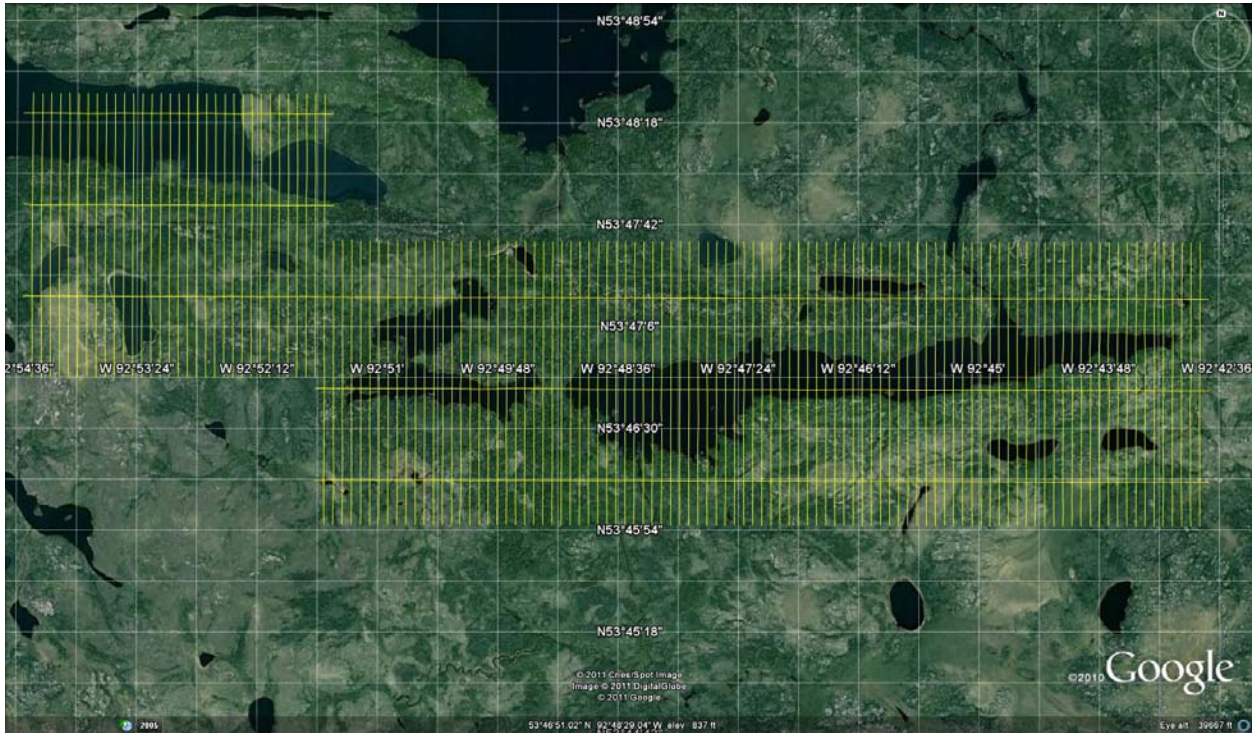 N
N53°48'54"
N53°48'18"
N53°47'42"
N53°47'6"
2°54'36" W 92°53'24" W 92°52'12" W 92°51' W 92°49'48" W 92°48'36" W 92°47'24" W 92°46'12" W 92°45' W 92°43'48" W 92°42'36"
N53°46'30"
N53°45'54"
N53°45'18"
© 2011 Cnes/Spot Image
Image © 2011 DigitalGlobe
© 2011 Google
©2010 Google
2005
53°46'51.02" N 92°48'29.04" W elev 837 ft
Eye alt 39667 ft